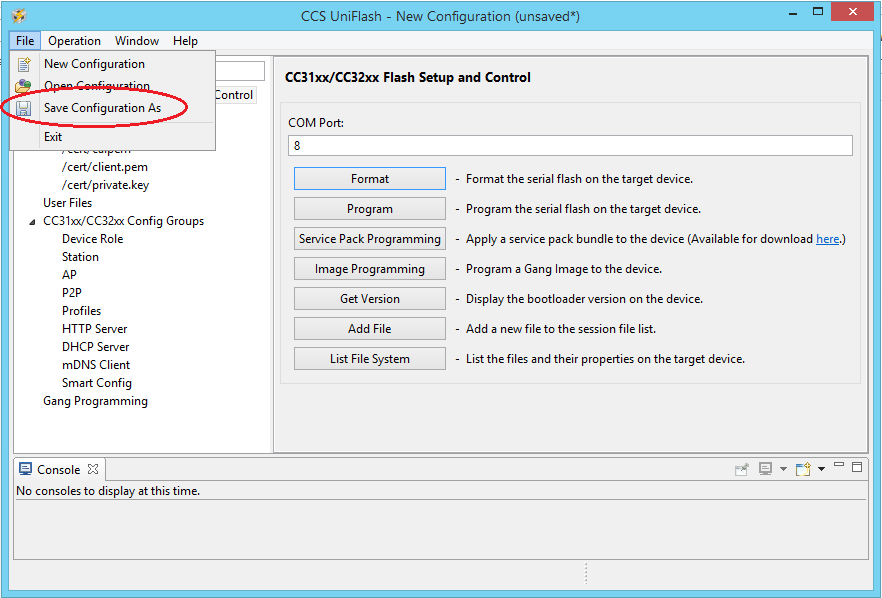 CCS UniFlash - New Configuration (unsaved*)
File Operation Window Help
New Configuration
Open Configuration
Save Configuration As
Exit
Control
/cert/client.pem
/cert/private.key
User Files
CC31xx/CC32xx Config Groups
Device Role
Station
AP
P2P
Profiles
HTTP Server
DHCP Server
mDNS Client
Smart Config
Gang Programming
CC31xx/CC32xx Flash Setup and Control
COM Port:
8
Format - Format the serial flash on the target device.
Program - Program the serial flash on the target device.
Service Pack Programming - Apply a service pack bundle to the device (Available for download here.)
Image Programming - Program a Gang Image to the device.
Get Version - Display the bootloader version on the device.
Add File - Add a new file to the session file list.
List File System - List the files and their properties on the target device.
Console
No consoles to display at this time.